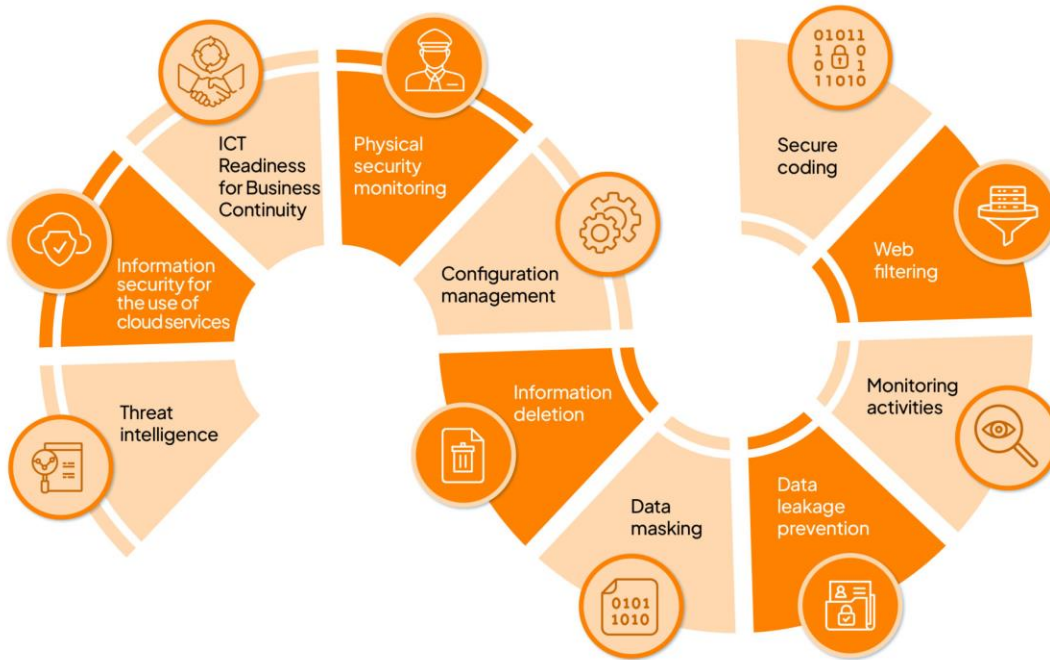 Threat
intelligence
Information
security for
the use of
cloud services
ICT
Readiness
for Business
Continuity
Physical
security
monitoring
Configuration
management
Information
deletion
Data
masking
0101
1010
Data
leakage
prevention
Monitoring
activities
Web
filtering
Secure
coding
01011
1 0
0 1
11010